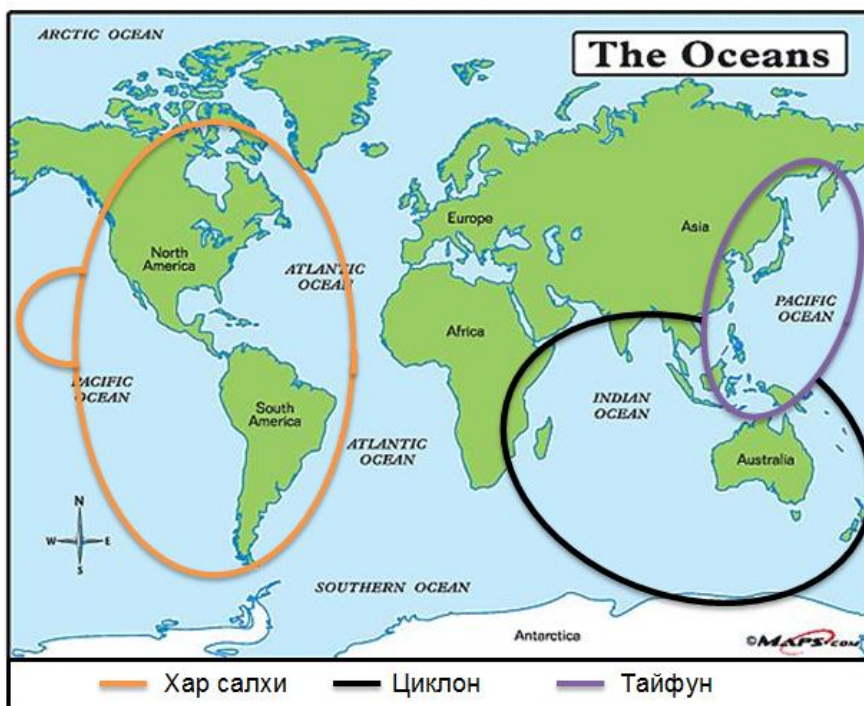 ARCTIC OCEAN
The Oceans
Europe
Asia
North
America
ATLANTIC
OCEAN
PACIFIC
OCEAN
Africa
PACIFIC
OCEAN
INDIAN
OCEAN
South
America
ATLANTIC
OCEAN
Australia
N
W
E
S
SOUTHERN OCEAN
Antarctica
©MAPS.COM
Хар салхи
Циклон
Тайфун